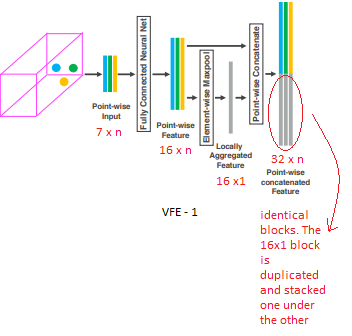 Fully Connected Neural Net
Element-wise Maxpool
Point-wise Concatenate
Point-wise
Input
7 x n
Point-wise
Feature
16 x n
Locally
Aggregated
Feature
16 x1
32 x n
Point-wise
concatenated
Feature
VFE - 1
identical
blocks. The
16x1 block
is
duplicated
and stacked
one under
the other